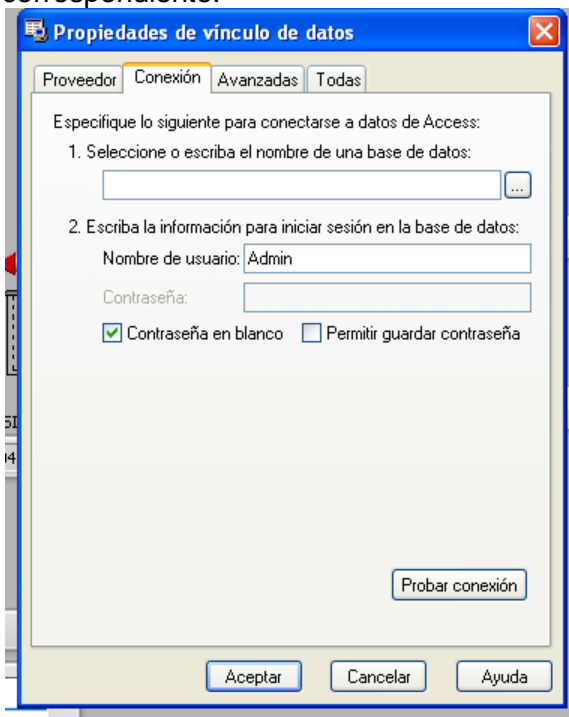 correspondiente.
Propiedades de vínculo de datos
Proveedor Conexión Avanzadas Todas
Especifique lo siguiente para conectarse a datos de Access:
1. Seleccione o escriba el nombre de una base de datos:
...
2. Escriba la información para iniciar sesión en la base de datos:
Nombre de usuario: Admin
Contraseña:
Contraseña en blanco Permitir guardar contraseña
Probar conexión
Aceptar Cancelar Ayuda